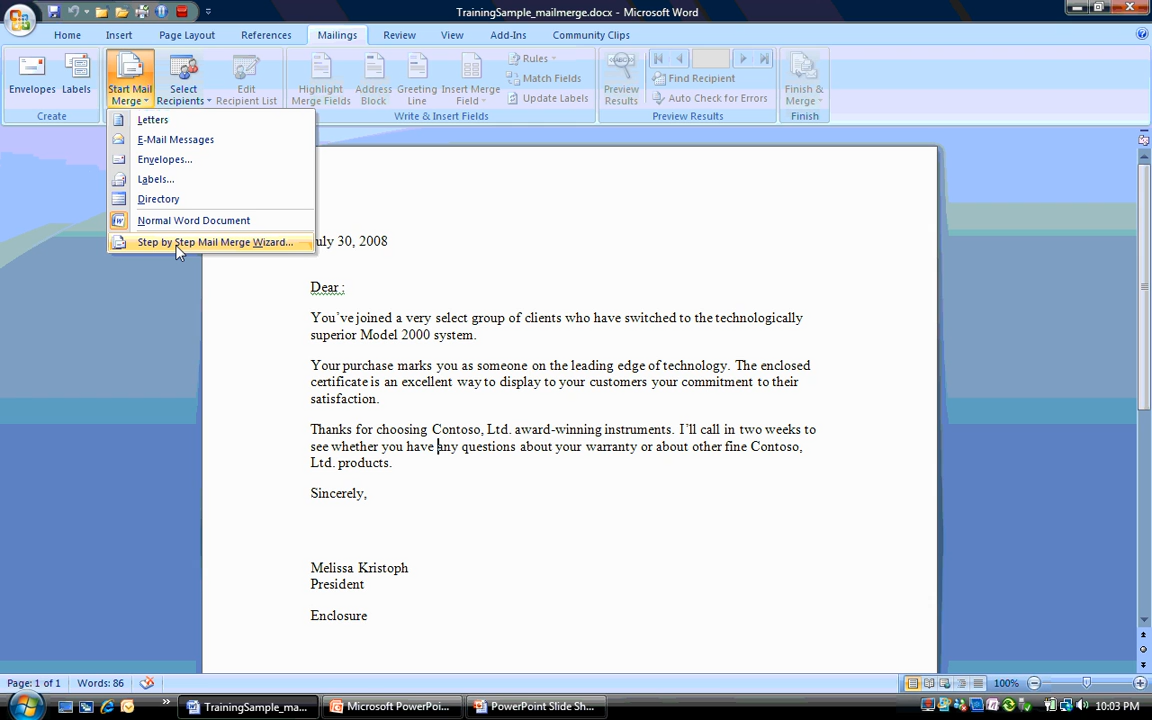 TrainingSample_mailmerge.docx - Microsoft Word
Home Insert Page Layout References Mailings Review View Add-Ins Community Clips
Envelopes Labels
Start Mail Merge
Select Recipients
Edit Recipient List
Highlight Merge Fields
Address Block
Greeting Line
Insert Merge Field
Rules
Match Fields
Update Labels
Preview Results
ABC
Find Recipient
Auto Check for Errors
Finish & Merge
Create Write & Insert Fields Preview Results Finish
Letters
E-Mail Messages
Envelopes...
Labels...
Directory
Normal Word Document
Step by Step Mail Merge Wizard...
uly 30, 2008
Dear :
You’ve joined a very select group of clients who have switched to the technologically
superior Model 2000 system.
Your purchase marks you as someone on the leading edge of technology. The enclosed
certificate is an excellent way to display to your customers your commitment to their
satisfaction.
Thanks for choosing Contoso, Ltd. award-winning instruments. I’ll call in two weeks to
see whether you have any questions about your warranty or about other fine Contoso,
Ltd. products.
Sincerely,
Melissa Kristoph
President
Enclosure
Page: 1 of 1 Words: 86 100%
TrainingSample_ma... Microsoft PowerPoi... PowerPoint Slide Sh... 10:03 PM